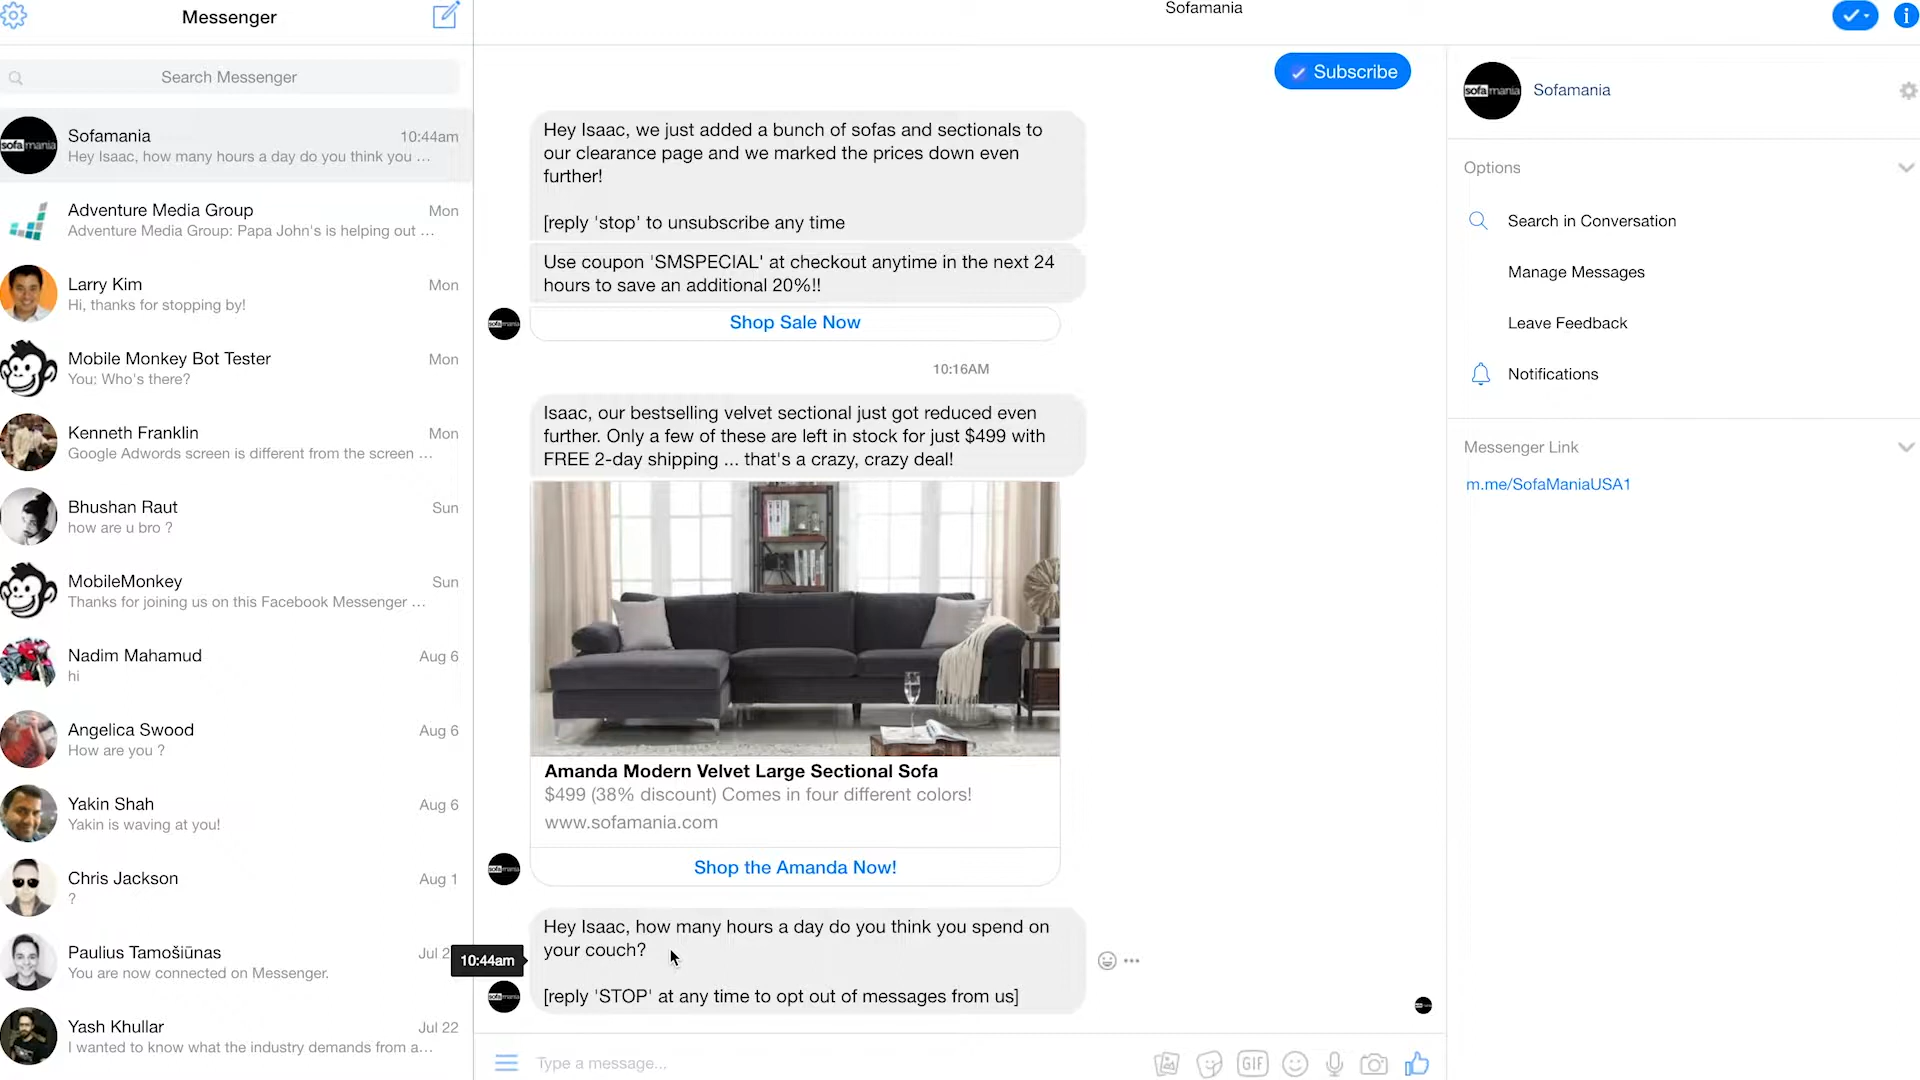 Messenger
Sofamania
Search Messenger
Sofamania
10:44am
Hey Isaac, how many hours a day do you think you ...
Adventure Media Group
Mon
Adventure Media Group: Papa John's is helping out ...
Larry Kim
Mon
Hi, thanks for stopping by!
Mobile Monkey Bot Tester
Mon
You: Who's there?
Kenneth Franklin
Mon
Google Adwords screen is different from the screen ...
Bhushan Raut
Sun
how are u bro ?
MobileMonkey
Sun
Thanks for joining us on this Facebook Messenger ...
Nadim Mahamud
Aug 6
hi
Angelica Swood
Aug 6
How are you ?
Yakin Shah
Aug 6
Yakin is waving at you!
Chris Jackson
Aug 1
?
Paulius Tamošiūnas
Jul 2
You are now connected on Messenger.
Yash Khullar
Jul 22
I wanted to know what the industry demands from a...
Subscribe
Hey Isaac, we just added a bunch of sofas and sectionals to
our clearance page and we marked the prices down even
further!
[reply 'stop' to unsubscribe any time
Use coupon 'SMSPECIAL' at checkout anytime in the next 24
hours to save an additional 20%!!
Shop Sale Now
10:16AM
Isaac, our bestselling velvet sectional just got reduced even
further. Only a few of these are left in stock for just $499 with
FREE 2-day shipping ... that's a crazy, crazy deal!
Amanda Modern Velvet Large Sectional Sofa
$499 (38% discount) Comes in four different colors!
www.sofamania.com
Shop the Amanda Now!
Hey Isaac, how many hours a day do you think you spend on
your couch?
[reply 'STOP' at any time to opt out of messages from us]
10:44am
Type a message...
GIF
sofamania
Sofamania
Options
Search in Conversation
Manage Messages
Leave Feedback
Notifications
Messenger Link
m.me/SofaManiaUSA1